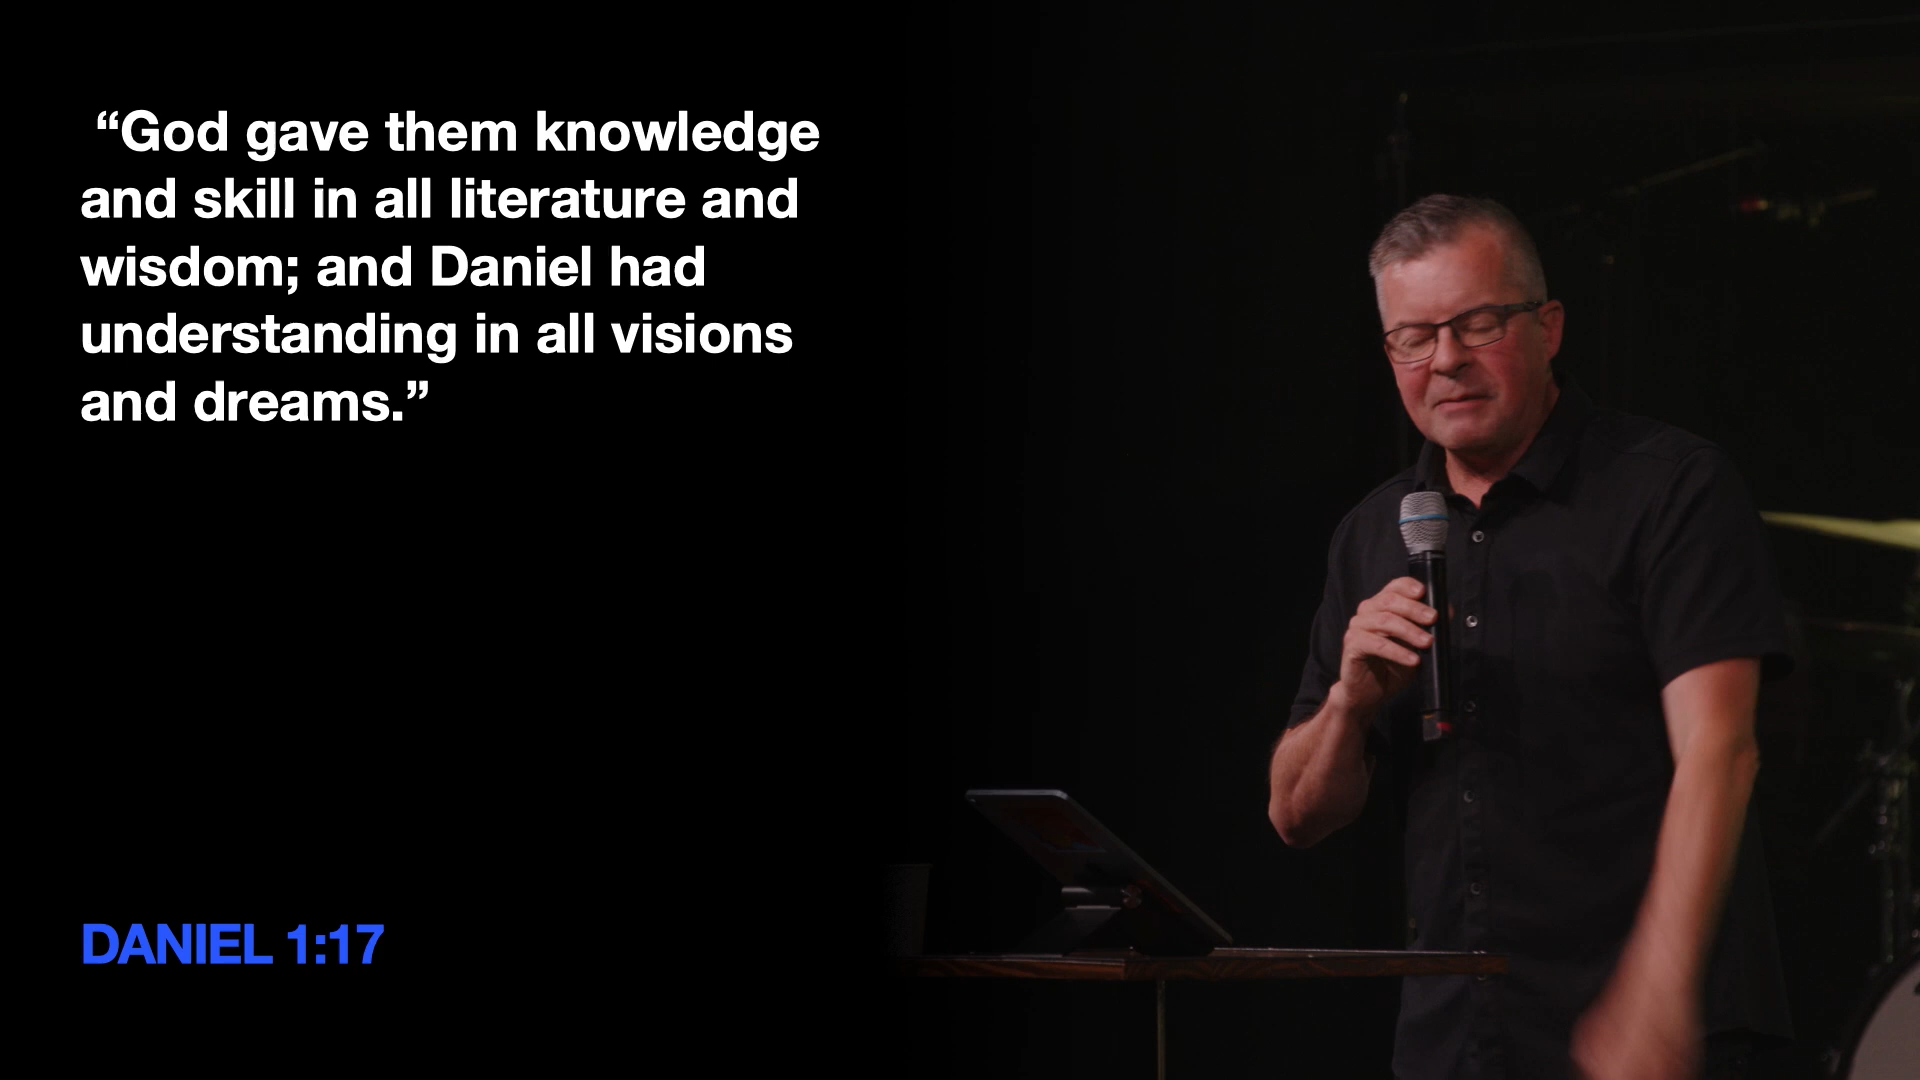 “God gave them knowledge
and skill in all literature and
wisdom; and Daniel had
understanding in all visions
and dreams.”
DANIEL 1:17